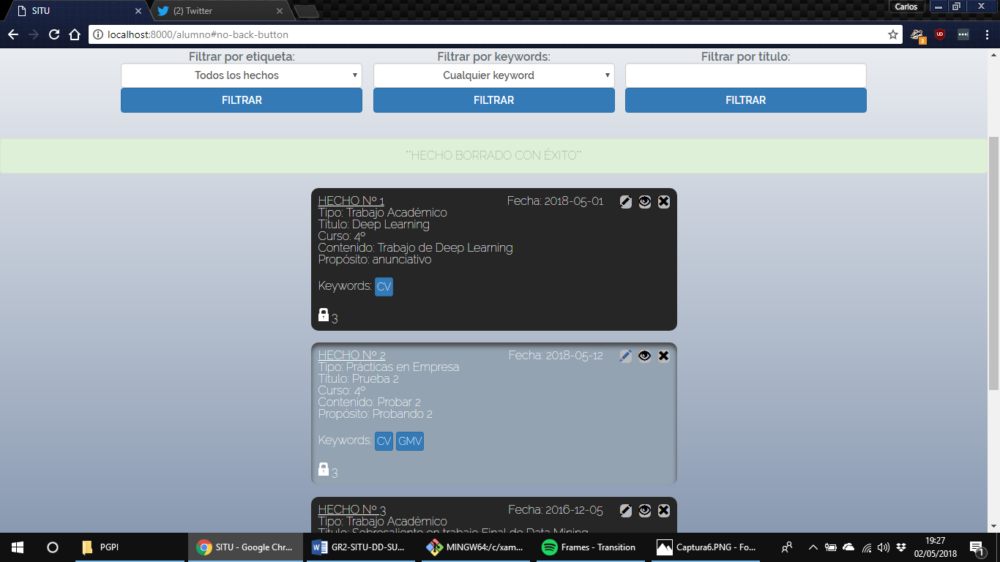 SITU
(2) Twitter
Carlos
localhost:8000/alumno#no-back-button
3
Filtrar por etiqueta:
Filtrar por keywords:
Filtrar por título:
Todos los hechos
Cualquier keyword
FILTRAR
FILTRAR
FILTRAR
**HECHO BORRADO CON ÉXITO**
HECHO Nº 1
Fecha: 2018-05-01
Tipo: Trabajo Académico
Título: Deep Learning
Curso: 4º
Contenido: Trabajo de Deep Learning
Propósito: anunciativo
Keywords: CV
3
HECHO Nº 2
Fecha: 2018-05-12
Tipo: Prácticas en Empresa
Título: Prueba 2
Curso: 4º
Contenido: Probar 2
Propósito: Probando 2
Keywords: CV GMV
3
HECHO Nº 3
Fecha: 2016-12-05
Tipo: Trabajo Académico
Título: Sobresaliente en trabajo Final de Data Mining
PGPI
SITU - Google Chr...
GR2-SITU-DD-SU...
MINGW64:/c/xam...
Frames - Transition
Captura6.PNG - Fo...
19:27
02/05/2018
1